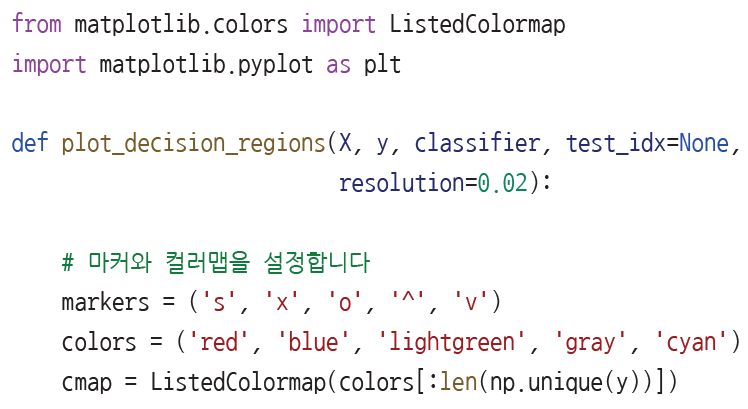 from matplotlib.colors import ListedColormap
import matplotlib.pyplot as plt
def plot_decision_regions(X, y, classifier, test_idx=None,
resolution=0.02):
# 마커와 컬러맵을 설정합니다
markers = ('s', 'x', 'o', '^', 'v')
colors = ('red', 'blue', 'lightgreen', 'gray', 'cyan')
cmap = ListedColormap(colors[:len(np.unique(y))])